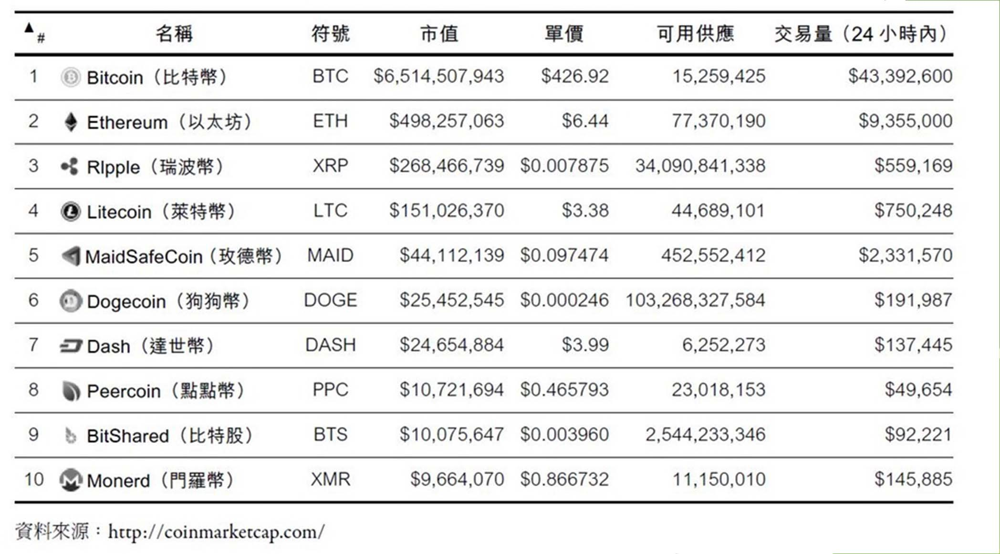 ▲# 名稱 符號 市值 單價 可用供應 交易量（24 小時內）
1 Bitcoin（比特幣） BTC $6,514,507,943 $426.92 15,259,425 $43,392,600
2 Ethereum（以太坊） ETH $498,257,063 $6.44 77,370,190 $9,355,000
3 RIpple（瑞波幣） XRP $268,466,739 $0.007875 34,090,841,338 $559,169
4 Litecoin（萊特幣） LTC $151,026,370 $3.38 44,689,101 $750,248
5 MaidSafeCoin（玫德幣） MAID $44,112,139 $0.097474 452,552,412 $2,331,570
6 Dogecoin（狗狗幣） DOGE $25,452,545 $0.000246 103,268,327,584 $191,987
7 Dash（達世幣） DASH $24,654,884 $3.99 6,252,273 $137,445
8 Peercoin（點點幣） PPC $10,721,694 $0.465793 23,018,153 $49,654
9 BitShared（比特股） BTS $10,075,647 $0.003960 2,544,233,346 $92,221
10 Monerd（門羅幣） XMR $9,664,070 $0.866732 11,150,010 $145,885
資料來源：http://coinmarketcap.com/